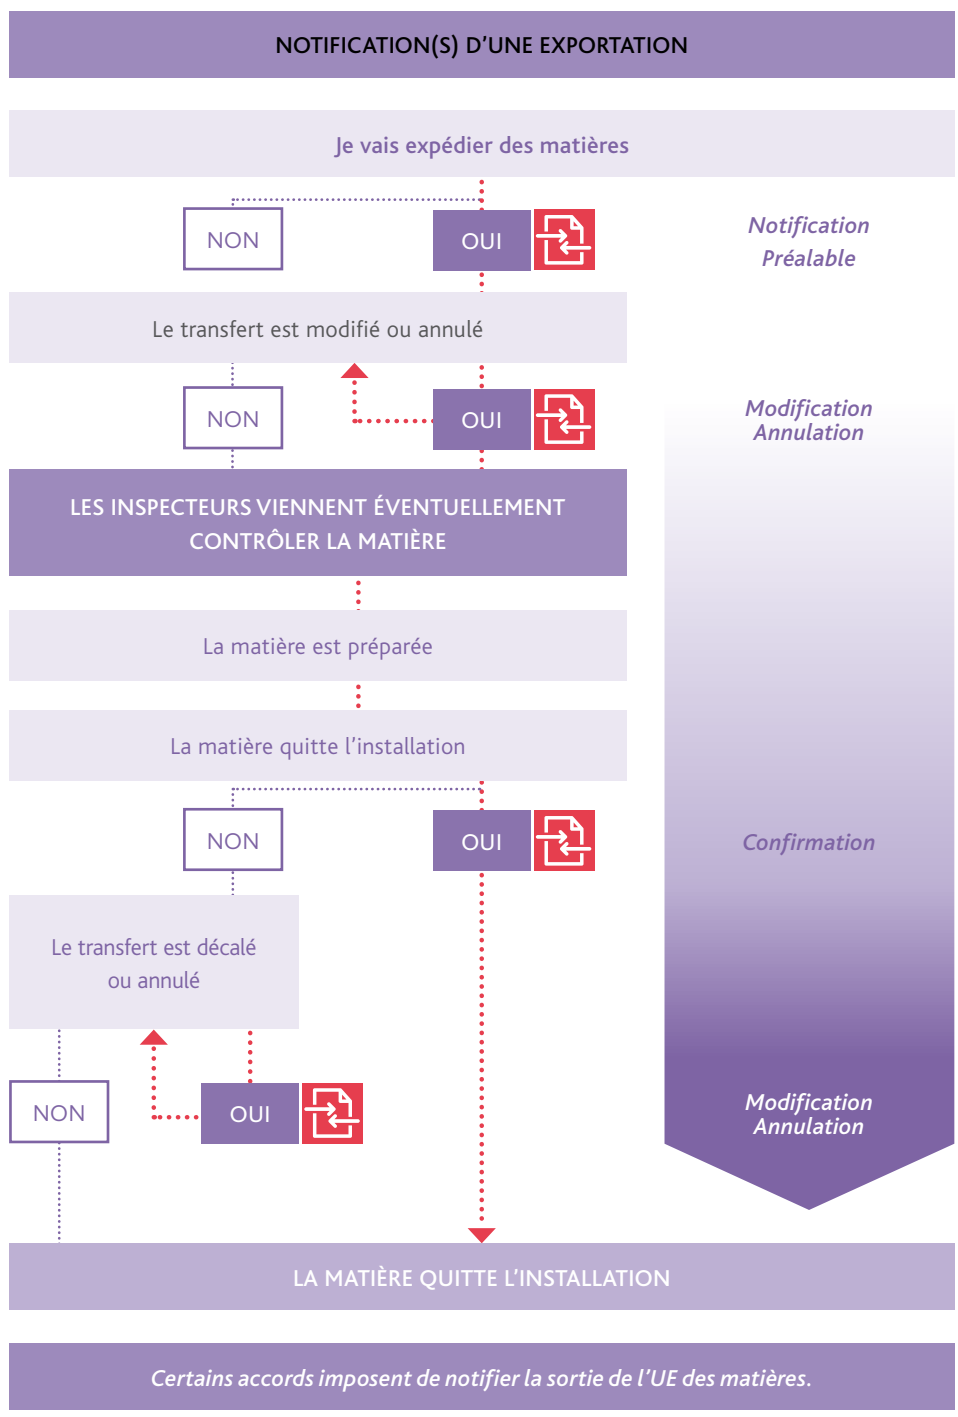 NOTIFICATION(S) D’UNE EXPORTATION
Je vais expédier des matières
NON
OUI
Notification
Préalable
Le transfert est modifié ou annulé
NON
OUI
Modification
Annulation
LES INSPECTEURS VIENNENT ÉVENTUELLEMENT
CONTRÔLER LA MATIÈRE
La matière est préparée
La matière quitte l’installation
NON
OUI
Confirmation
Le transfert est décalé
ou annulé
NON
OUI
Modification
Annulation
LA MATIÈRE QUITTE L’INSTALLATION
Certains accords imposent de notifier la sortie de l’UE des matières.